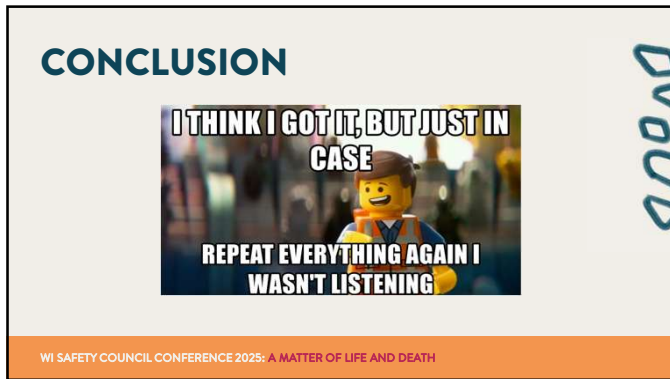 CONCLUSION
I THINK I GOT IT, BUT JUST IN
CASE
REPEAT EVERYTHING AGAIN I
WASN'T LISTENING
WI SAFETY COUNCIL CONFERENCE 2025: A MATTER OF LIFE AND DEATH